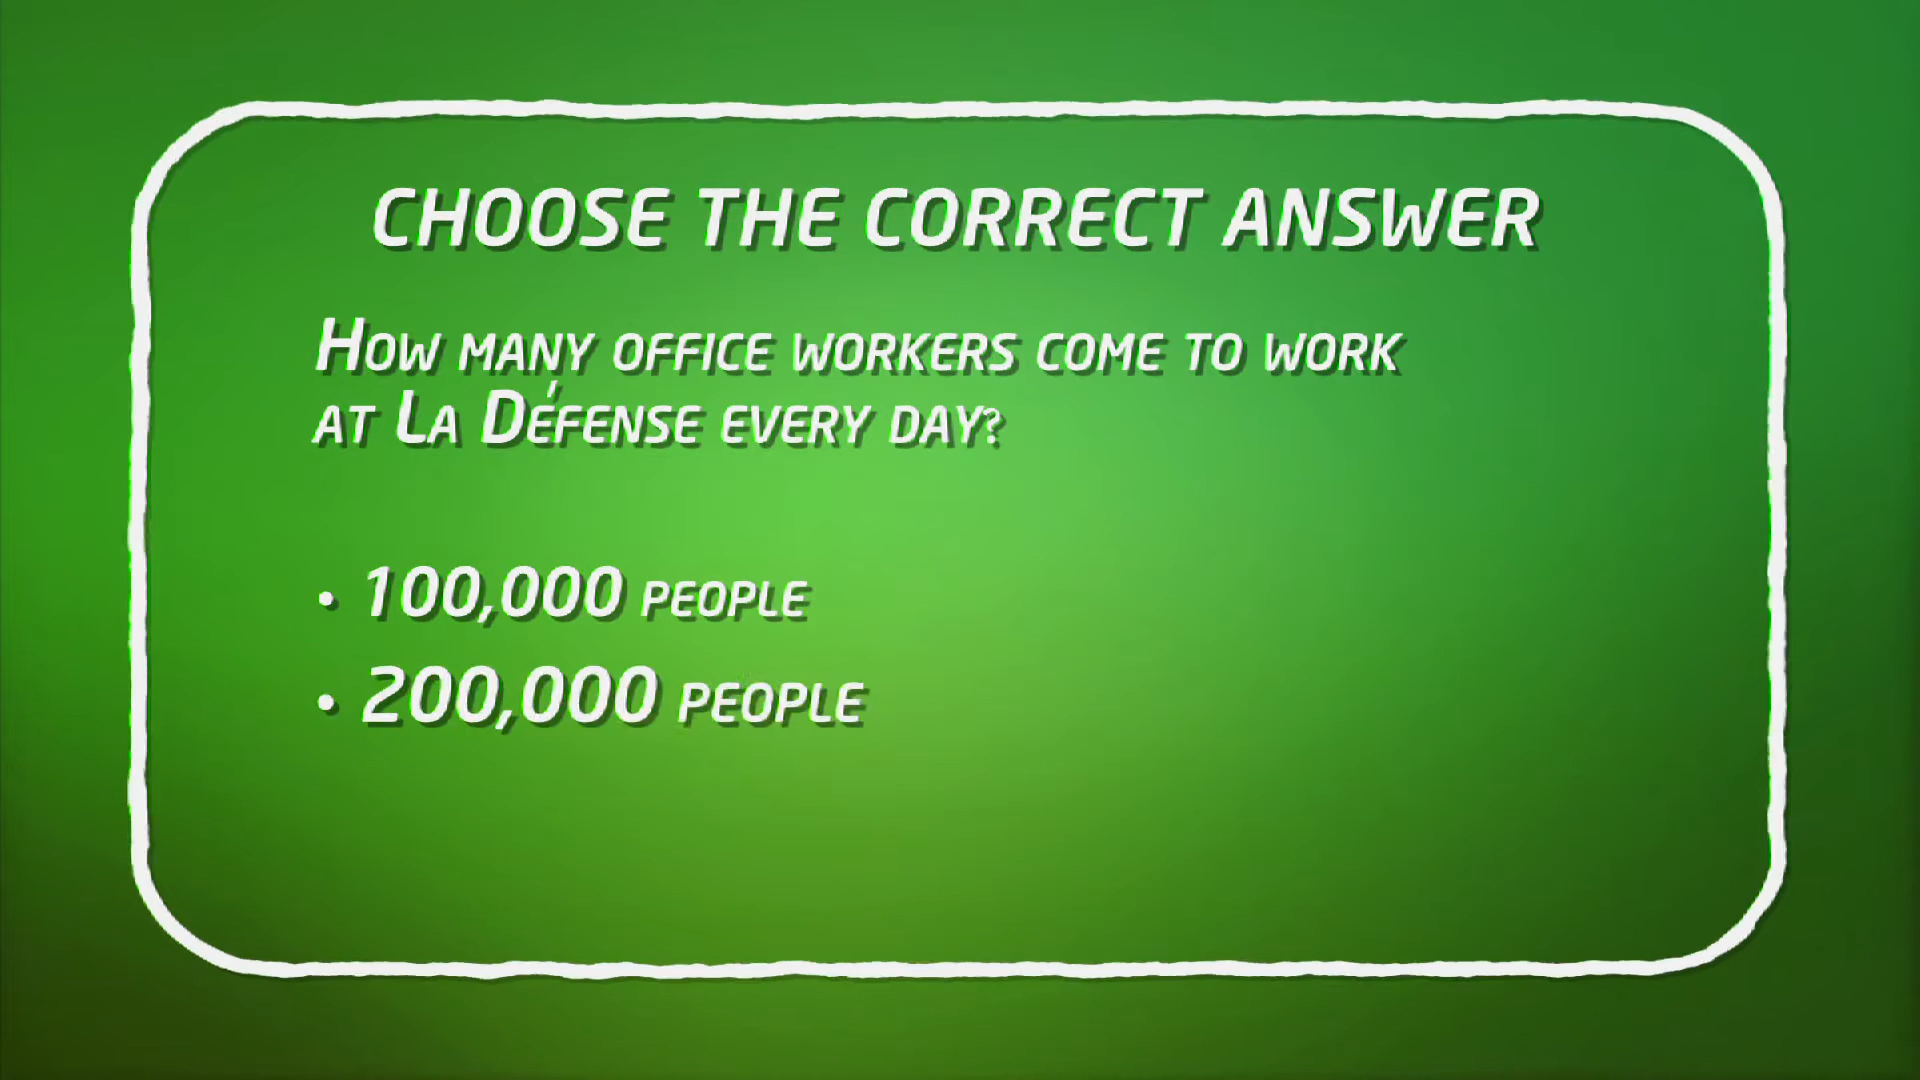 CHOOSE THE CORRECT ANSWER
How many office workers come to work
at La Défense every day?
• 100,000 people
• 200,000 people